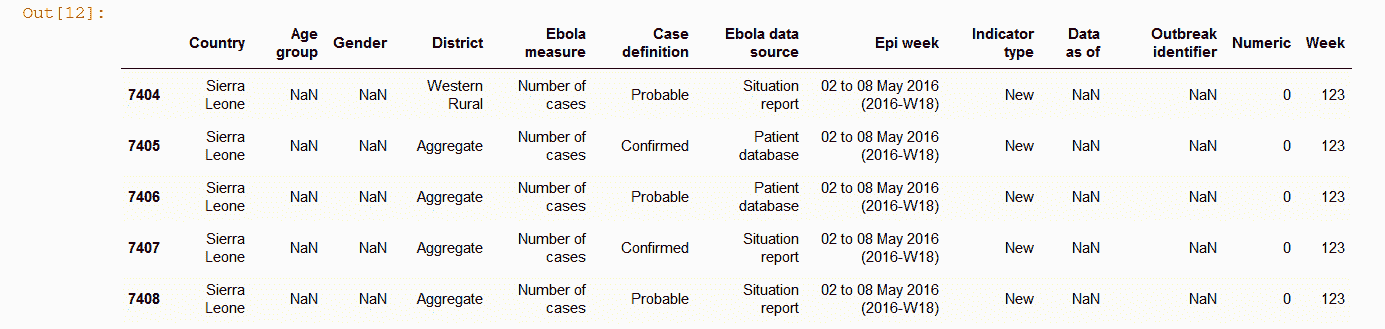 Out[12]:
Country Age group Gender District Ebola measure Case definition Ebola data source Epi week Indicator type Data as of Outbreak identifier Numeric Week
7404 Sierra Leone NaN NaN Western Rural Number of cases Probable Situation report 02 to 08 May 2016 (2016-W18) New NaN NaN 0 123
7405 Sierra Leone NaN NaN Aggregate Number of cases Confirmed Patient database 02 to 08 May 2016 (2016-W18) New NaN NaN 0 123
7406 Sierra Leone NaN NaN Aggregate Number of cases Probable Patient database 02 to 08 May 2016 (2016-W18) New NaN NaN 0 123
7407 Sierra Leone NaN NaN Aggregate Number of cases Confirmed Situation report 02 to 08 May 2016 (2016-W18) New NaN NaN 0 123
7408 Sierra Leone NaN NaN Aggregate Number of cases Probable Situation report 02 to 08 May 2016 (2016-W18) New NaN NaN 0 123